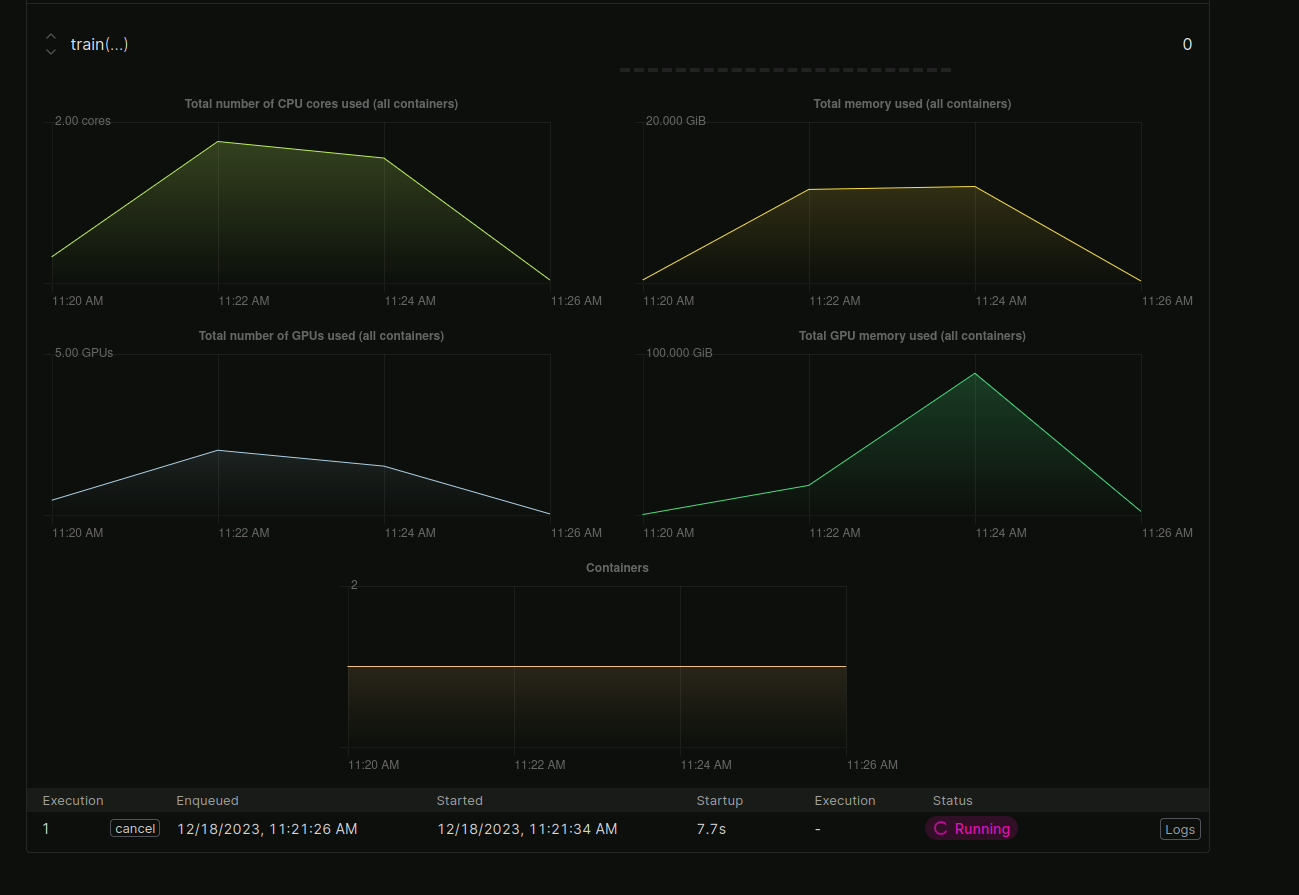 train(...) 0
Total number of CPU cores used (all containers)
2.00 cores
11:20 AM 11:22 AM 11:24 AM 11:26 AM
Total memory used (all containers)
20.000 GiB
11:20 AM 11:22 AM 11:24 AM 11:26 AM
Total number of GPUs used (all containers)
5.00 GPUs
11:20 AM 11:22 AM 11:24 AM 11:26 AM
Total GPU memory used (all containers)
100.000 GiB
11:20 AM 11:22 AM 11:24 AM 11:26 AM
Containers
2
11:20 AM 11:22 AM 11:24 AM 11:26 AM
Execution Enqueued Started Startup Execution Status
1 cancel 12/18/2023, 11:21:26 AM 12/18/2023, 11:21:34 AM 7.7s - Running Logs